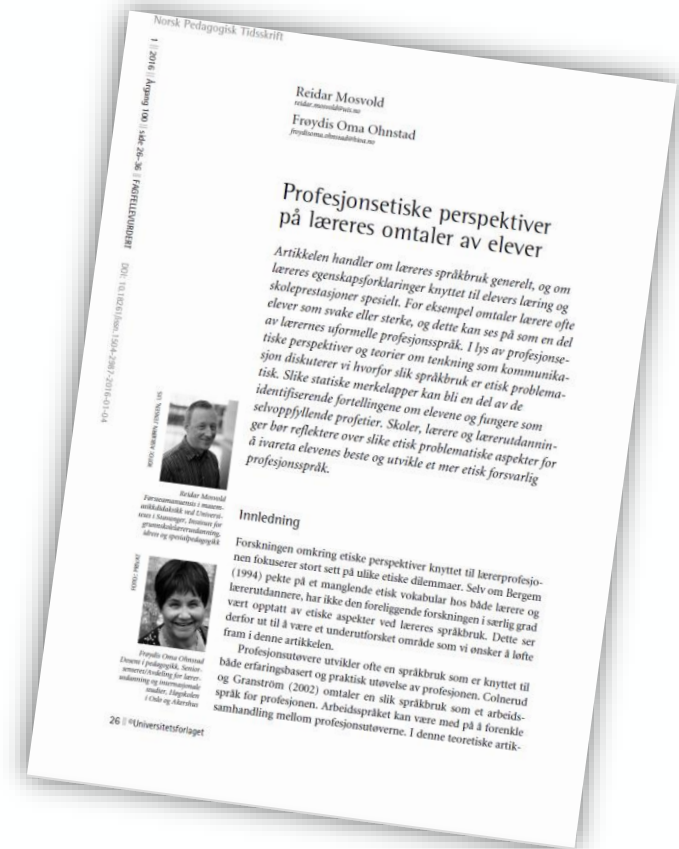 Norsk Pedagogisk Tidsskrift
1 || 2016 || Årgang 100 || side 26–36 || FAGFELLEVURDERT
Reidar Mosvold
reidar.mosvold@uis.no
Frøydis Oma Ohnstad
froydisoma.ohnstad@hioa.no
Profesjonsetiske perspektiver
på læreres omtaler av elever
Artikkelen handler om læreres språkbruk generelt, og om
læreres egenskapsforklaringer knyttet til elevers læring og
skoleprestasjoner spesielt. For eksempel omtaler lærere ofte
elever som svake eller sterke, og dette kan ses på som en del
av lærernes uformelle profesjonsspråk. I lys av profesjonse-
tiske perspektiver og teorier om tenkning som kommunika-
sjon diskuterer vi hvorfor slik språkbruk er etisk problema-
tisk. Slike statiske merkelapper kan bli en del av de
identifiserende fortellingene om elevene og fungere som
selvoppfyllende profetier. Skoler, lærere og lærerutdannin-
ger bør reflektere over slike etisk problematiske aspekter for
å ivareta elevenes beste og utvikle et mer etisk forsvarlig
profesjonsspråk.
Reidar Mosvold
Førsteamanuensis i matem-
atikkdidaktikk ved Universi-
tetet i Stavanger, Institutt for
grunnskolelærerutdanning,
idrett og spesialpedagogikk
Frøydis Oma Ohnstad
Dosent i pedagogikk, Senior-
og internasjonale
studier, Høgskolen
i Oslo og Akershus
Innledning
Forskningen omkring etiske perspektiver knyttet til lærerprofesjo-
nen fokuserer stort sett på ulike etiske dilemmaer. Selv om Bergem
(1994) pekte på et manglende etisk vokabular hos både lærere og
lærerutdannere, har ikke den foreliggende forskningen i særlig grad
vært opptatt av etiske aspekter ved læreres språkbruk. Dette ser
derfor ut til å være et underutforsket område som vi ønsker å løfte
fram i denne artikkelen.
Profesjonsutøvere utvikler ofte en språkbruk som er knyttet til
både erfaringsbasert og praktisk utøvelse av profesjonen. Colnerud
og Granström (2002) omtaler en slik språkbruk som et arbeids-
språk for profesjonen. Arbeidsspråket kan være med på å forenkle
samhandling mellom profesjonsutøverne. I denne teoretiske artik-
26 || ©Universitetsforlaget